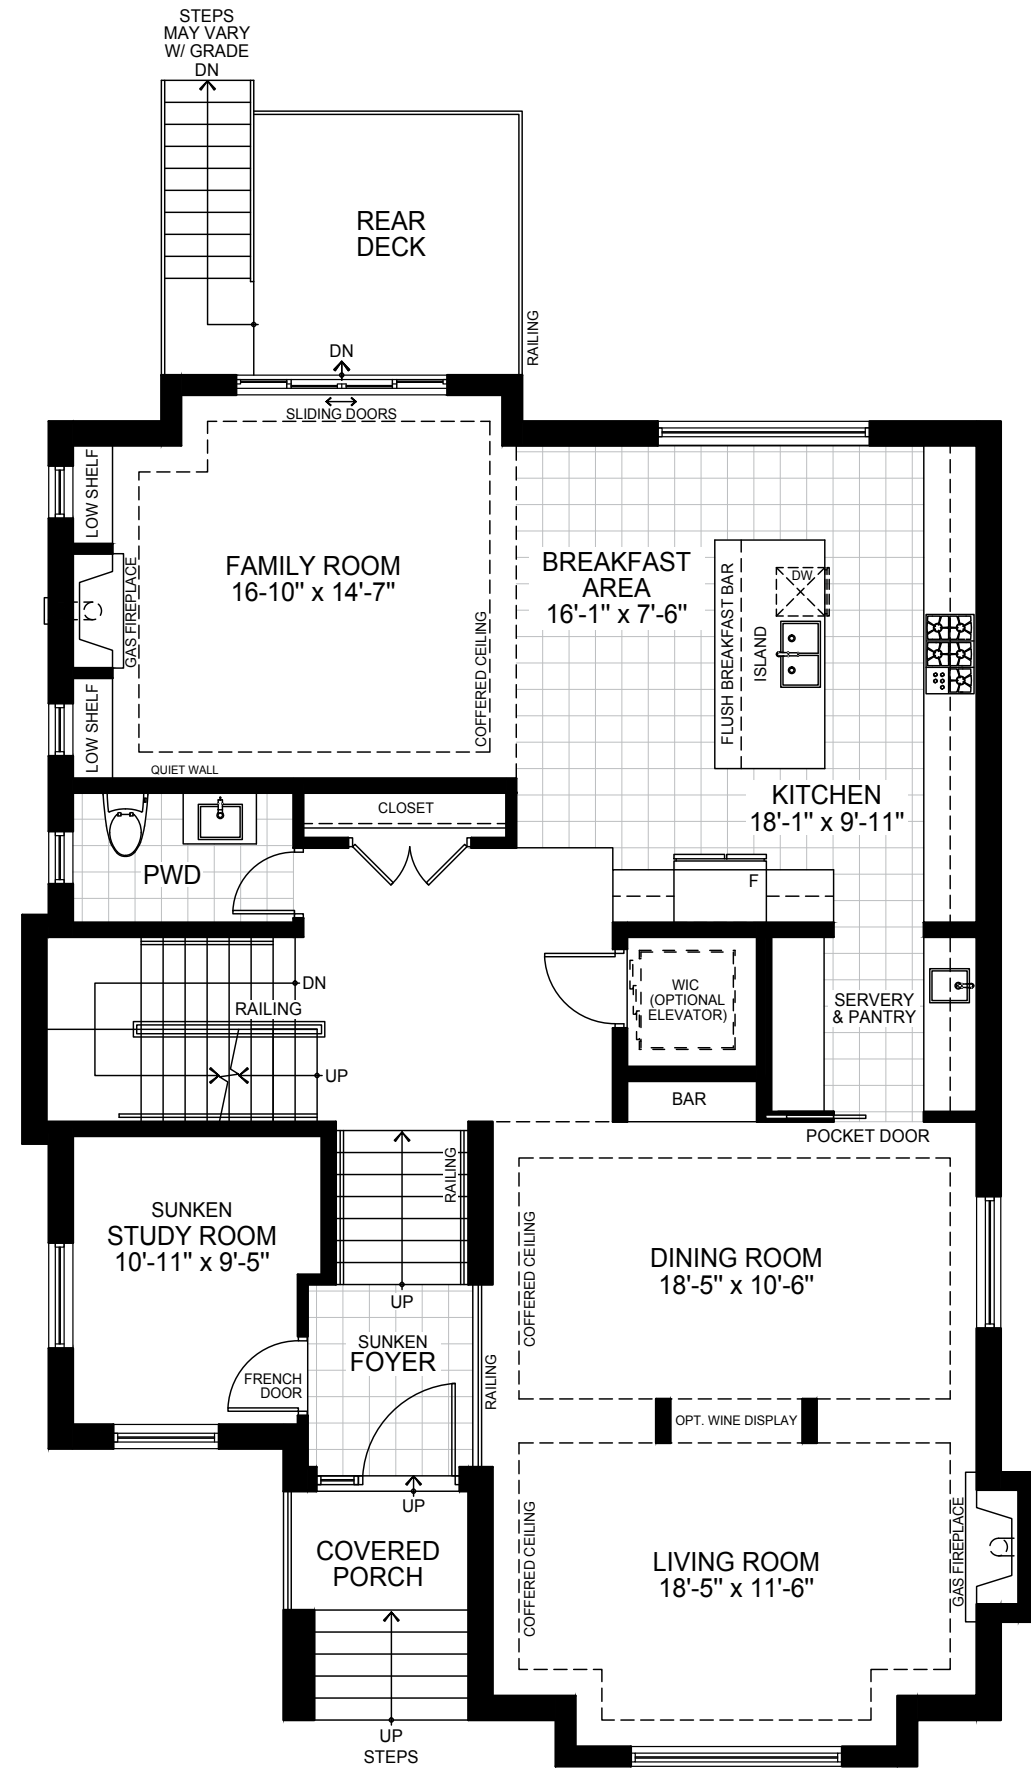 STEPS
MAY VARY
W/ GRADE
DN
REAR
DECK
RAILING
DN
SLIDING DOORS
LOW SHELF
GAS FIREPLACE
LOW SHELF
FAMILY ROOM
16-10" x 14'-7"
COFFERED CEILING
QUIET WALL
BREAKFAST
AREA
16'-1" x 7'-6"
FLUSH BREAKFAST BAR
ISLAND
DW
KITCHEN
18'-1" x 9'-11"
CLOSET
PWD
F
DN
RAILING
UP
WIC
(OPTIONAL
ELEVATOR)
SERVERY
& PANTRY
BAR
POCKET DOOR
RAILING
SUNKEN
STUDY ROOM
10'-11" x 9'-5"
COFFERED CEILING
DINING ROOM
18'-5" x 10'-6"
UP
SUNKEN
FOYER
FRENCH
DOOR
RAILING
OPT. WINE DISPLAY
UP
COVERED
PORCH
COFFERED CEILING
LIVING ROOM
18'-5" x 11'-6"
GAS FIREPLACE
UP
STEPS